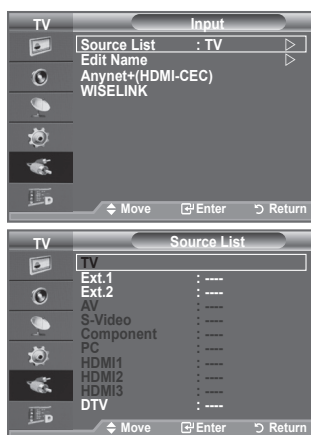 TV Input
Source List : TV
Edit Name
Anynet+(HDMI-CEC)
WISELINK
Move Enter Return
TV Source List
TV
Ext.1 : ----
Ext.2 : ----
AV : ----
S-Video : ----
Component : ----
PC : ----
HDMI1 : ----
HDMI2 : ----
HDMI3 : ----
DTV : ----
Move Enter Return